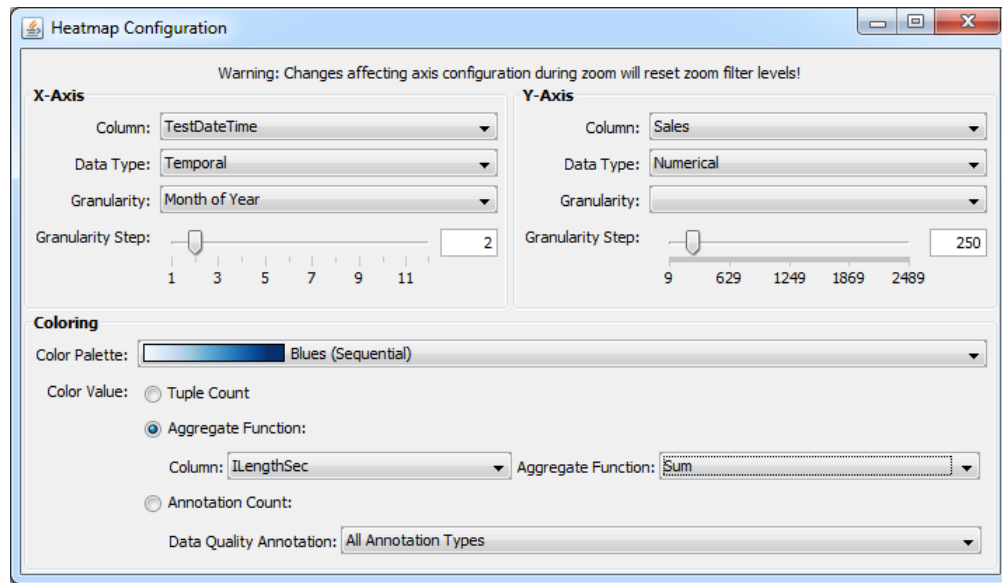 Heatmap Configuration
Warning: Changes affecting axis configuration during zoom will reset zoom filter levels!
X-Axis
Column: TestDateTime
Data Type: Temporal
Granularity: Month of Year
Granularity Step: 2
1 3 5 7 9 11
Y-Axis
Column: Sales
Data Type: Numerical
Granularity:
Granularity Step: 250
9 629 1249 1869 2489
Coloring
Color Palette: Blues (Sequential)
Color Value: Tuple Count
Aggregate Function:
Column: ILengthSec Aggregate Function: Sum
Annotation Count:
Data Quality Annotation: All Annotation Types